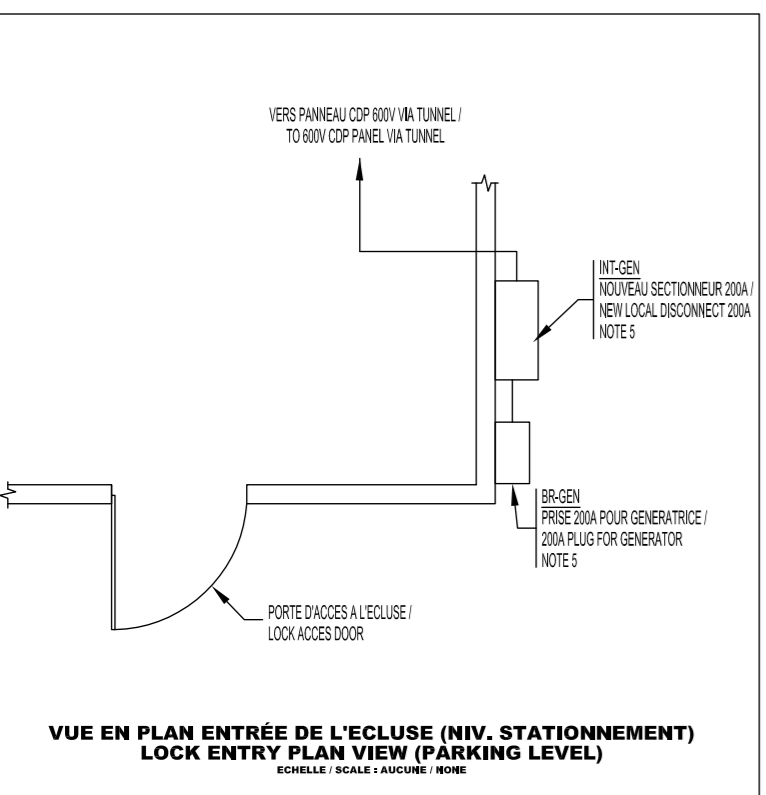 VERS PANNEAU CDP 600V VIA TUNNEL /
TO 600V CDP PANEL VIA TUNNEL
INT-GEN
NOUVEAU SECTIONNEUR 200A /
NEW LOCAL DISCONNECT 200A
NOTE 5
BR-GEN
PRISE 200A POUR GENERATRICE /
200A PLUG FOR GENERATOR
NOTE 5
PORTE D'ACCES A L'ECLUSE /
LOCK ACCES DOOR
VUE EN PLAN ENTRÉE DE L'ECLUSE (NIV. STATIONNEMENT)
LOCK ENTRY PLAN VIEW (PARKING LEVEL)
ECHELLE / SCALE : AUCUNE / NONE